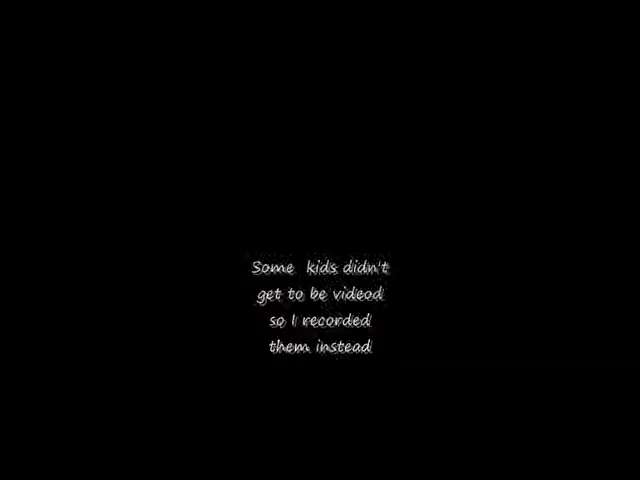 Some kids didn't
get to be videod
so I recorded
them instead